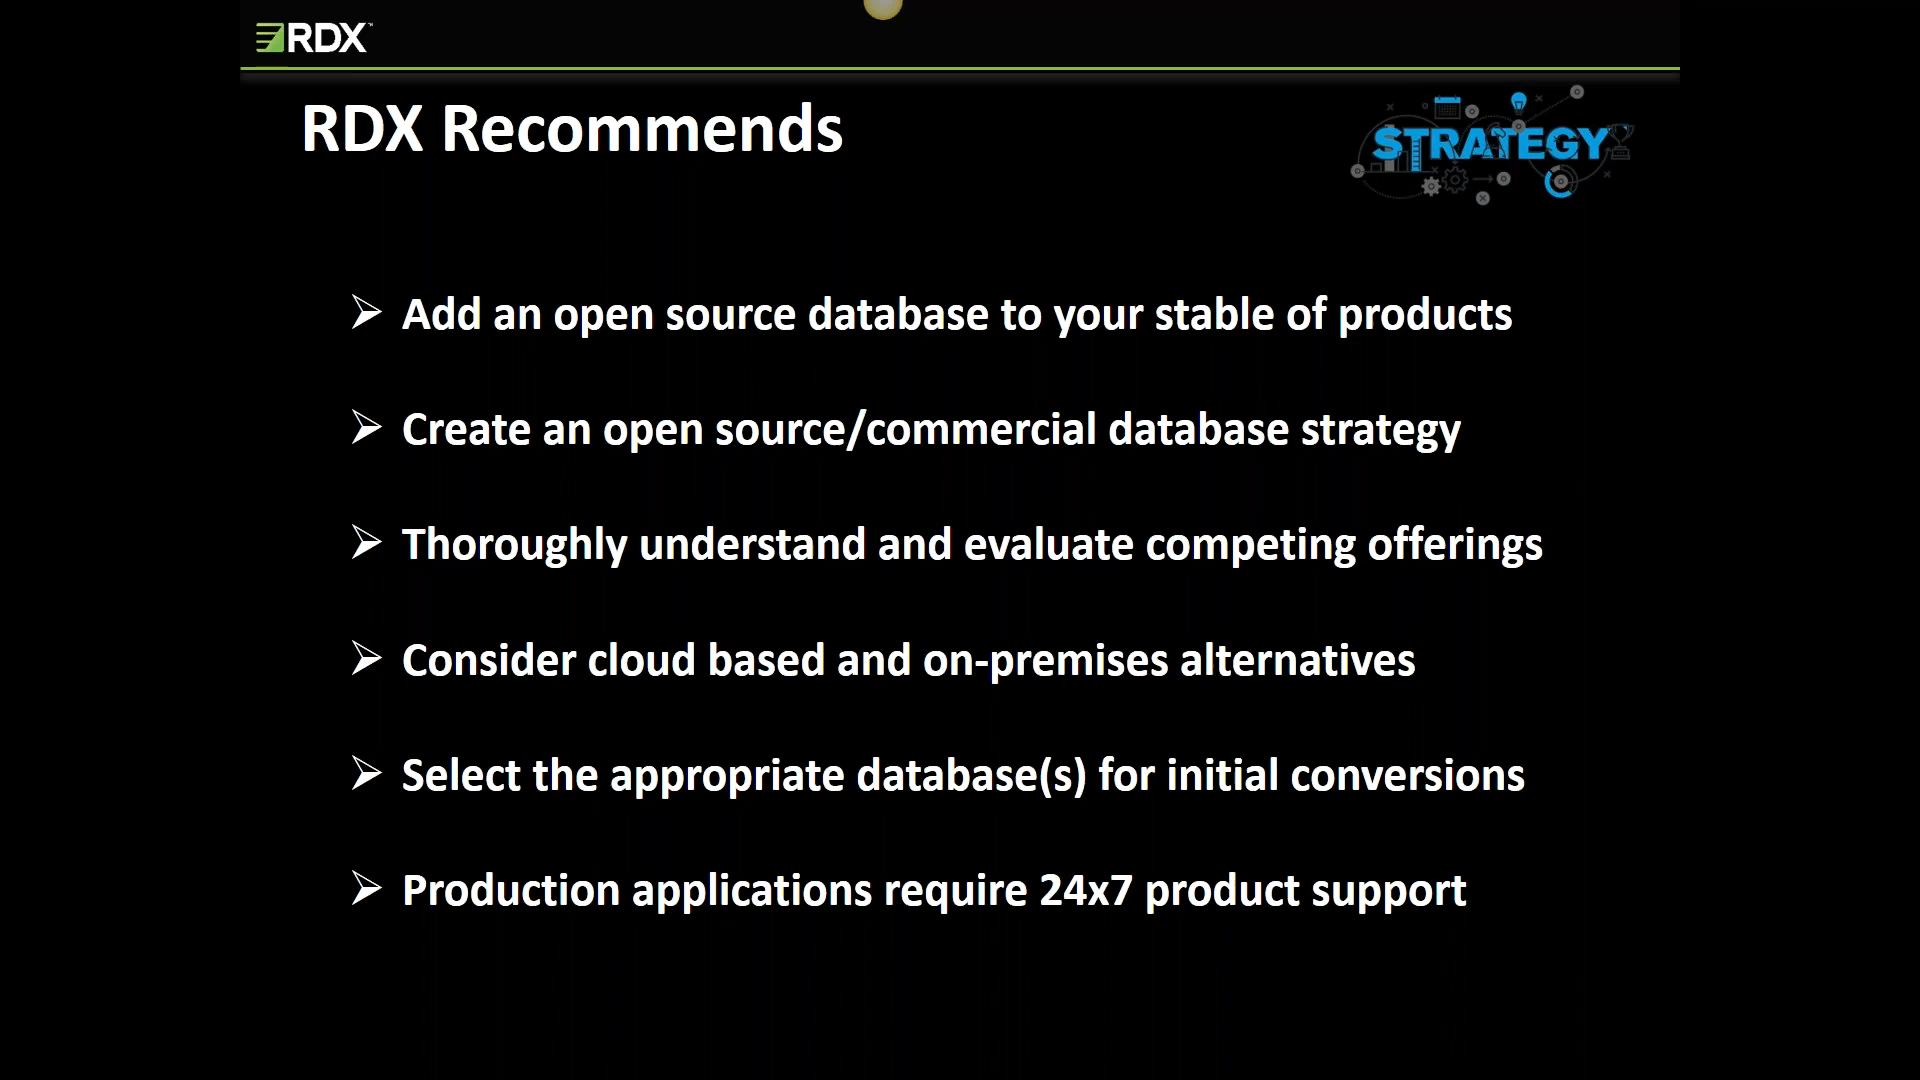 RDX™
RDX Recommends
STRATEGY
Add an open source database to your stable of products
Create an open source/commercial database strategy
Thoroughly understand and evaluate competing offerings
Consider cloud based and on-premises alternatives
Select the appropriate database(s) for initial conversions
Production applications require 24x7 product support